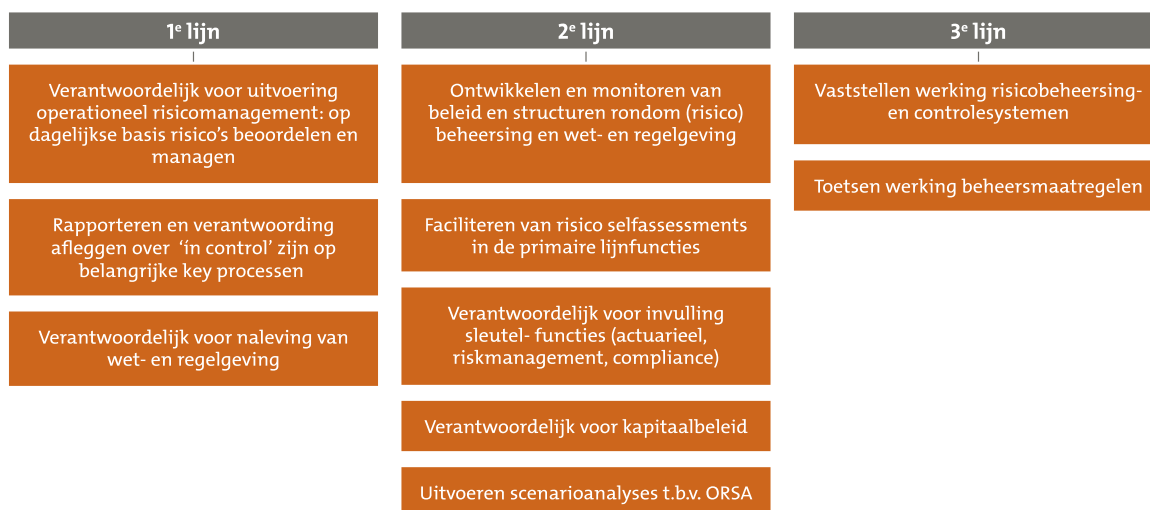 1e lijn
Verantwoordelijk voor uitvoering
operationeel risicomanagement: op
dagelijkse basis risico's beoordelen en
managen
Rapporteren en verantwoording
afleggen over ‘in control’ zijn op
belangrijke key processen
Verantwoordelijk voor naleving van
wet- en regelgeving
2e lijn
Ontwikkelen en monitoren van
beleid en structuren rondom (risico)
beheersing en wet- en regelgeving
Faciliteren van risico selfassessments
in de primaire lijnfuncties
Verantwoordelijk voor invulling
sleutel- functies (actuarieel,
riskmanagement, compliance)
Verantwoordelijk voor kapitaalbeleid
Uitvoeren scenarioanalyses t.b.v. ORSA
3e lijn
Vaststellen werking risicobeheersing-
en controlesystemen
Toetsen werking beheersmaatregelen